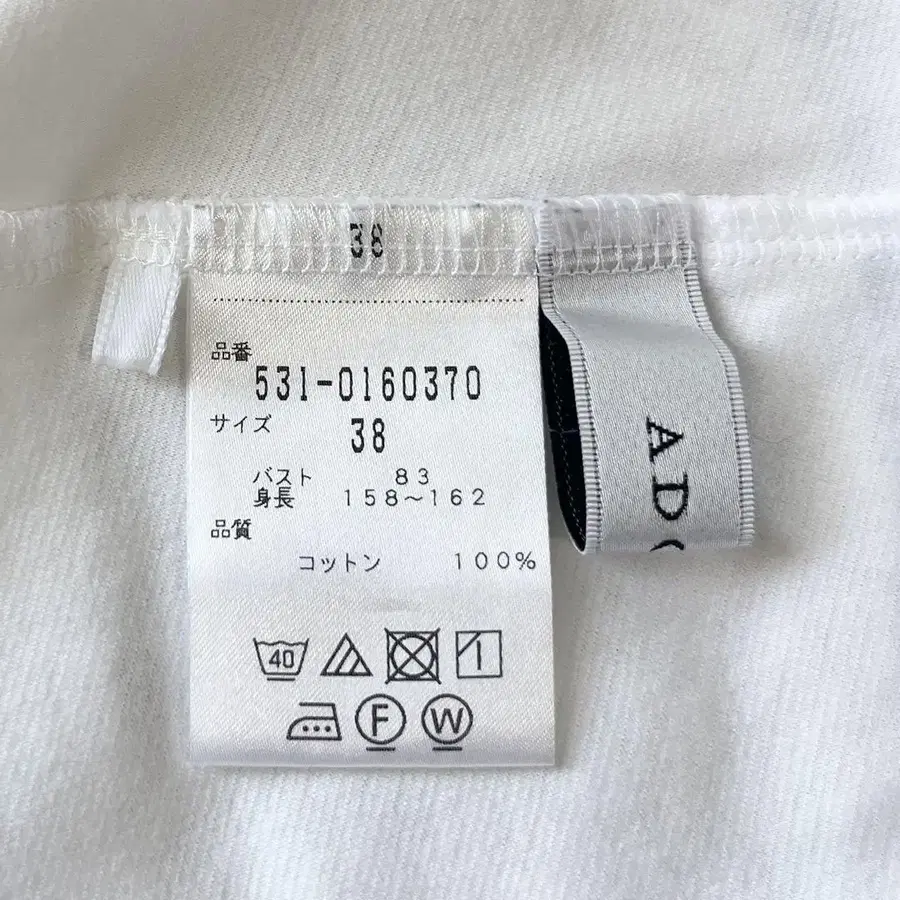 38
品番
531-0160370
サイズ
38
バスト 83
身長 158～162
品質
コットン 100%
40
F W
AD